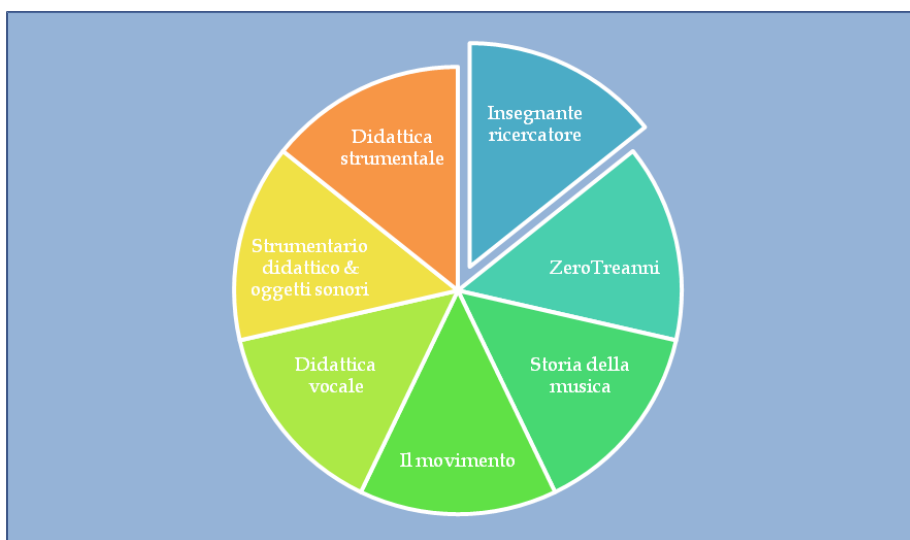 Insegnante
ricercatore
ZeroTreanni
Storia della
musica
Il movimento
Didattica
vocale
Strumentario
didattico &
oggetti sonori
Didattica
strumentale